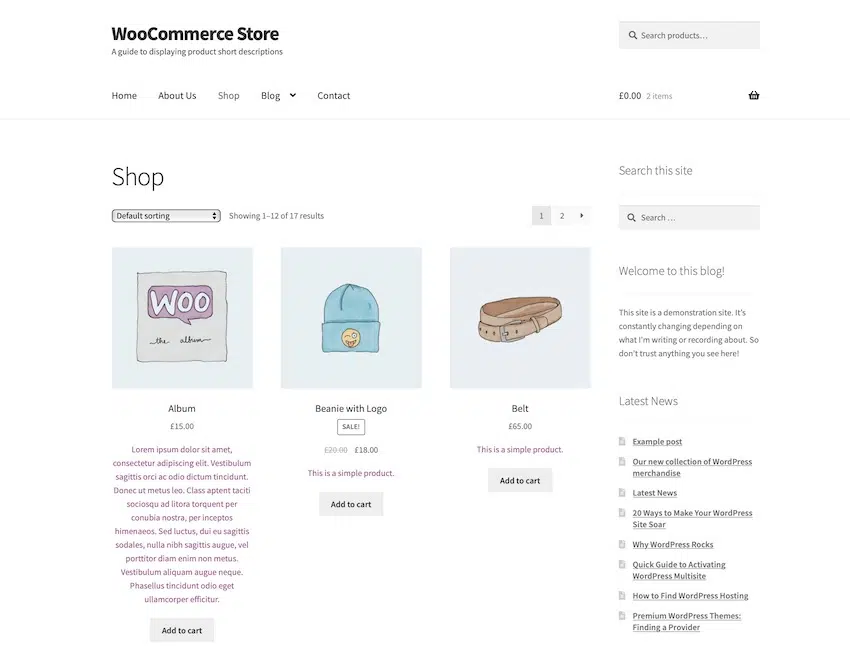 WooCommerce Store
A guide to displaying product short descriptions
Search products…
Home About Us Shop Blog Contact
£0.00 2 items
Shop
Default sorting
Showing 1–12 of 17 results
1 2
WOO
the album
Album
£15.00
Lorem ipsum dolor sit amet,
consectetur adipiscing elit. Vestibulum
sagittis orci ac odio dictum tincidunt.
Donec ut metus leo. Class aptent taciti
sociosqu ad litora torquent per
conubia nostra, per inceptos
himenaeos. Sed luctus, dui eu sagittis
sodales, nulla nibh sagittis augue, vel
porttitor diam enim non metus.
Vestibulum aliquam augue neque.
Phasellus tincidunt odio eget
ullamcorper efficitur.
Add to cart
Beanie with Logo
SALE!
£20.00 £18.00
This is a simple product.
Add to cart
Belt
£65.00
This is a simple product.
Add to cart
Search this site
Search …
Welcome to this blog!
This site is a demonstration site. It's
constantly changing depending on
what I'm writing or recording about. So
don't trust anything you see here!
Latest News
Example post
Our new collection of WordPress
merchandise
Latest News
20 Ways to Make Your WordPress
Site Soar
Why WordPress Rocks
Quick Guide to Activating
WordPress Multisite
How to Find WordPress Hosting
Premium WordPress Themes:
Finding a Provider